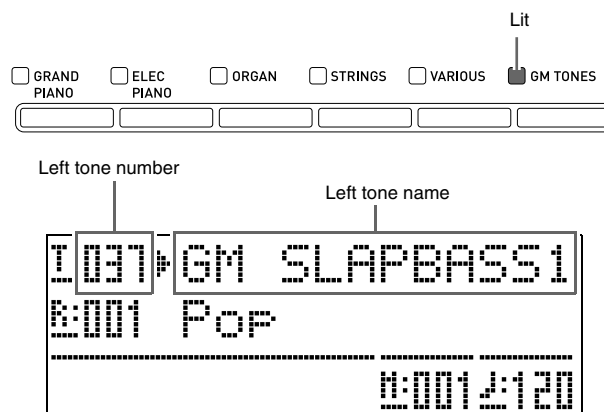 Lit
GRAND PIANO
ELEC PIANO
ORGAN
STRINGS
VARIOUS
GM TONES
Left tone number
Left tone name
T 037 GM SLAPBASS1
R:001 Pop
M:001 ♩:120